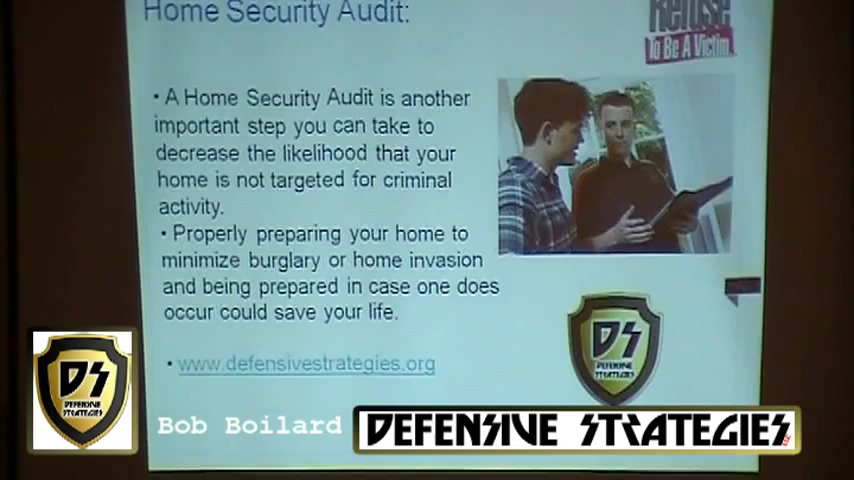 Home Security Audit:
Refuse
To Be A Victim
• A Home Security Audit is another
important step you can take to
decrease the likelihood that your
home is not targeted for criminal
activity.
• Properly preparing your home to
minimize burglary or home invasion
and being prepared in case one does
occur could save your life.
• www.defensivestrategies.org
DS
DEFENSIVE
STRATEGIES
DS
DEFENSIVE
STRATEGIES
Bob Boilard
DEFENSIVE STRATEGIES